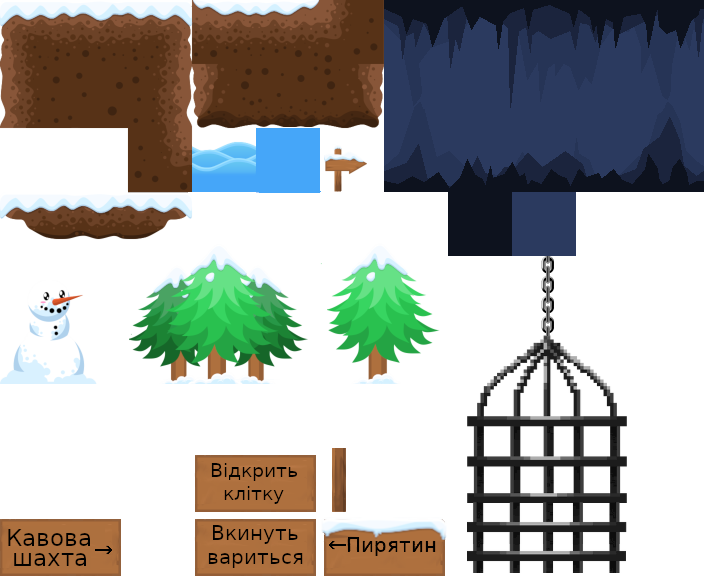 Відкрить
клітку
Кавова
шахта →
Вкинуть
вариться
←Пирятин